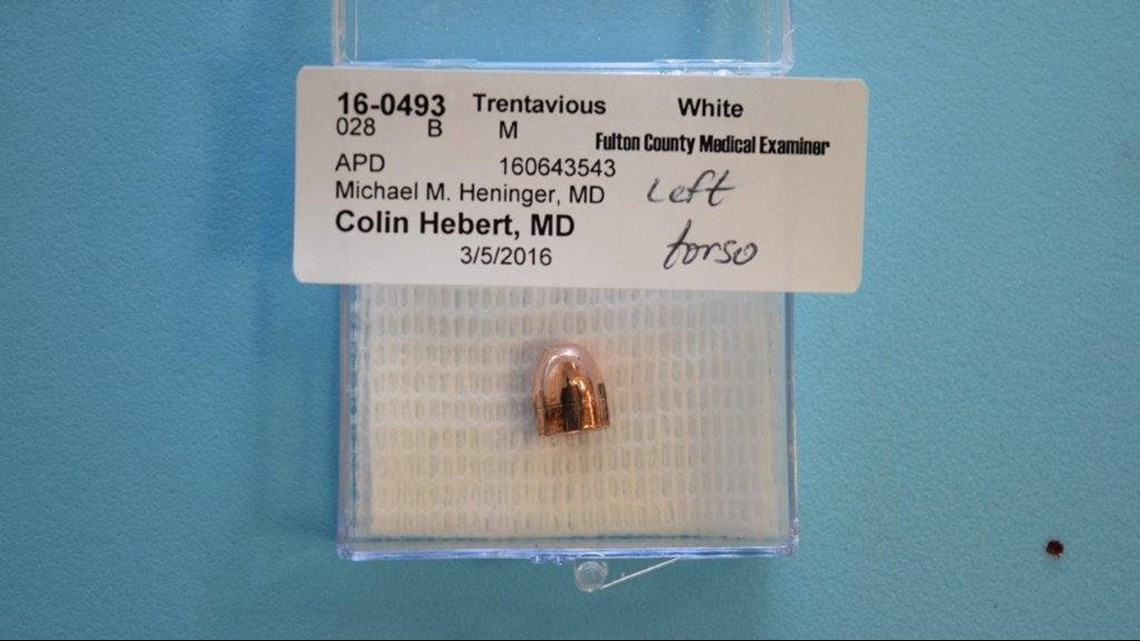 16-0493 Trentavious White
028 B M
Fulton County Medical Examiner
APD 160643543
Michael M. Heninger, MD
Left
Colin Hebert, MD
torso
3/5/2016